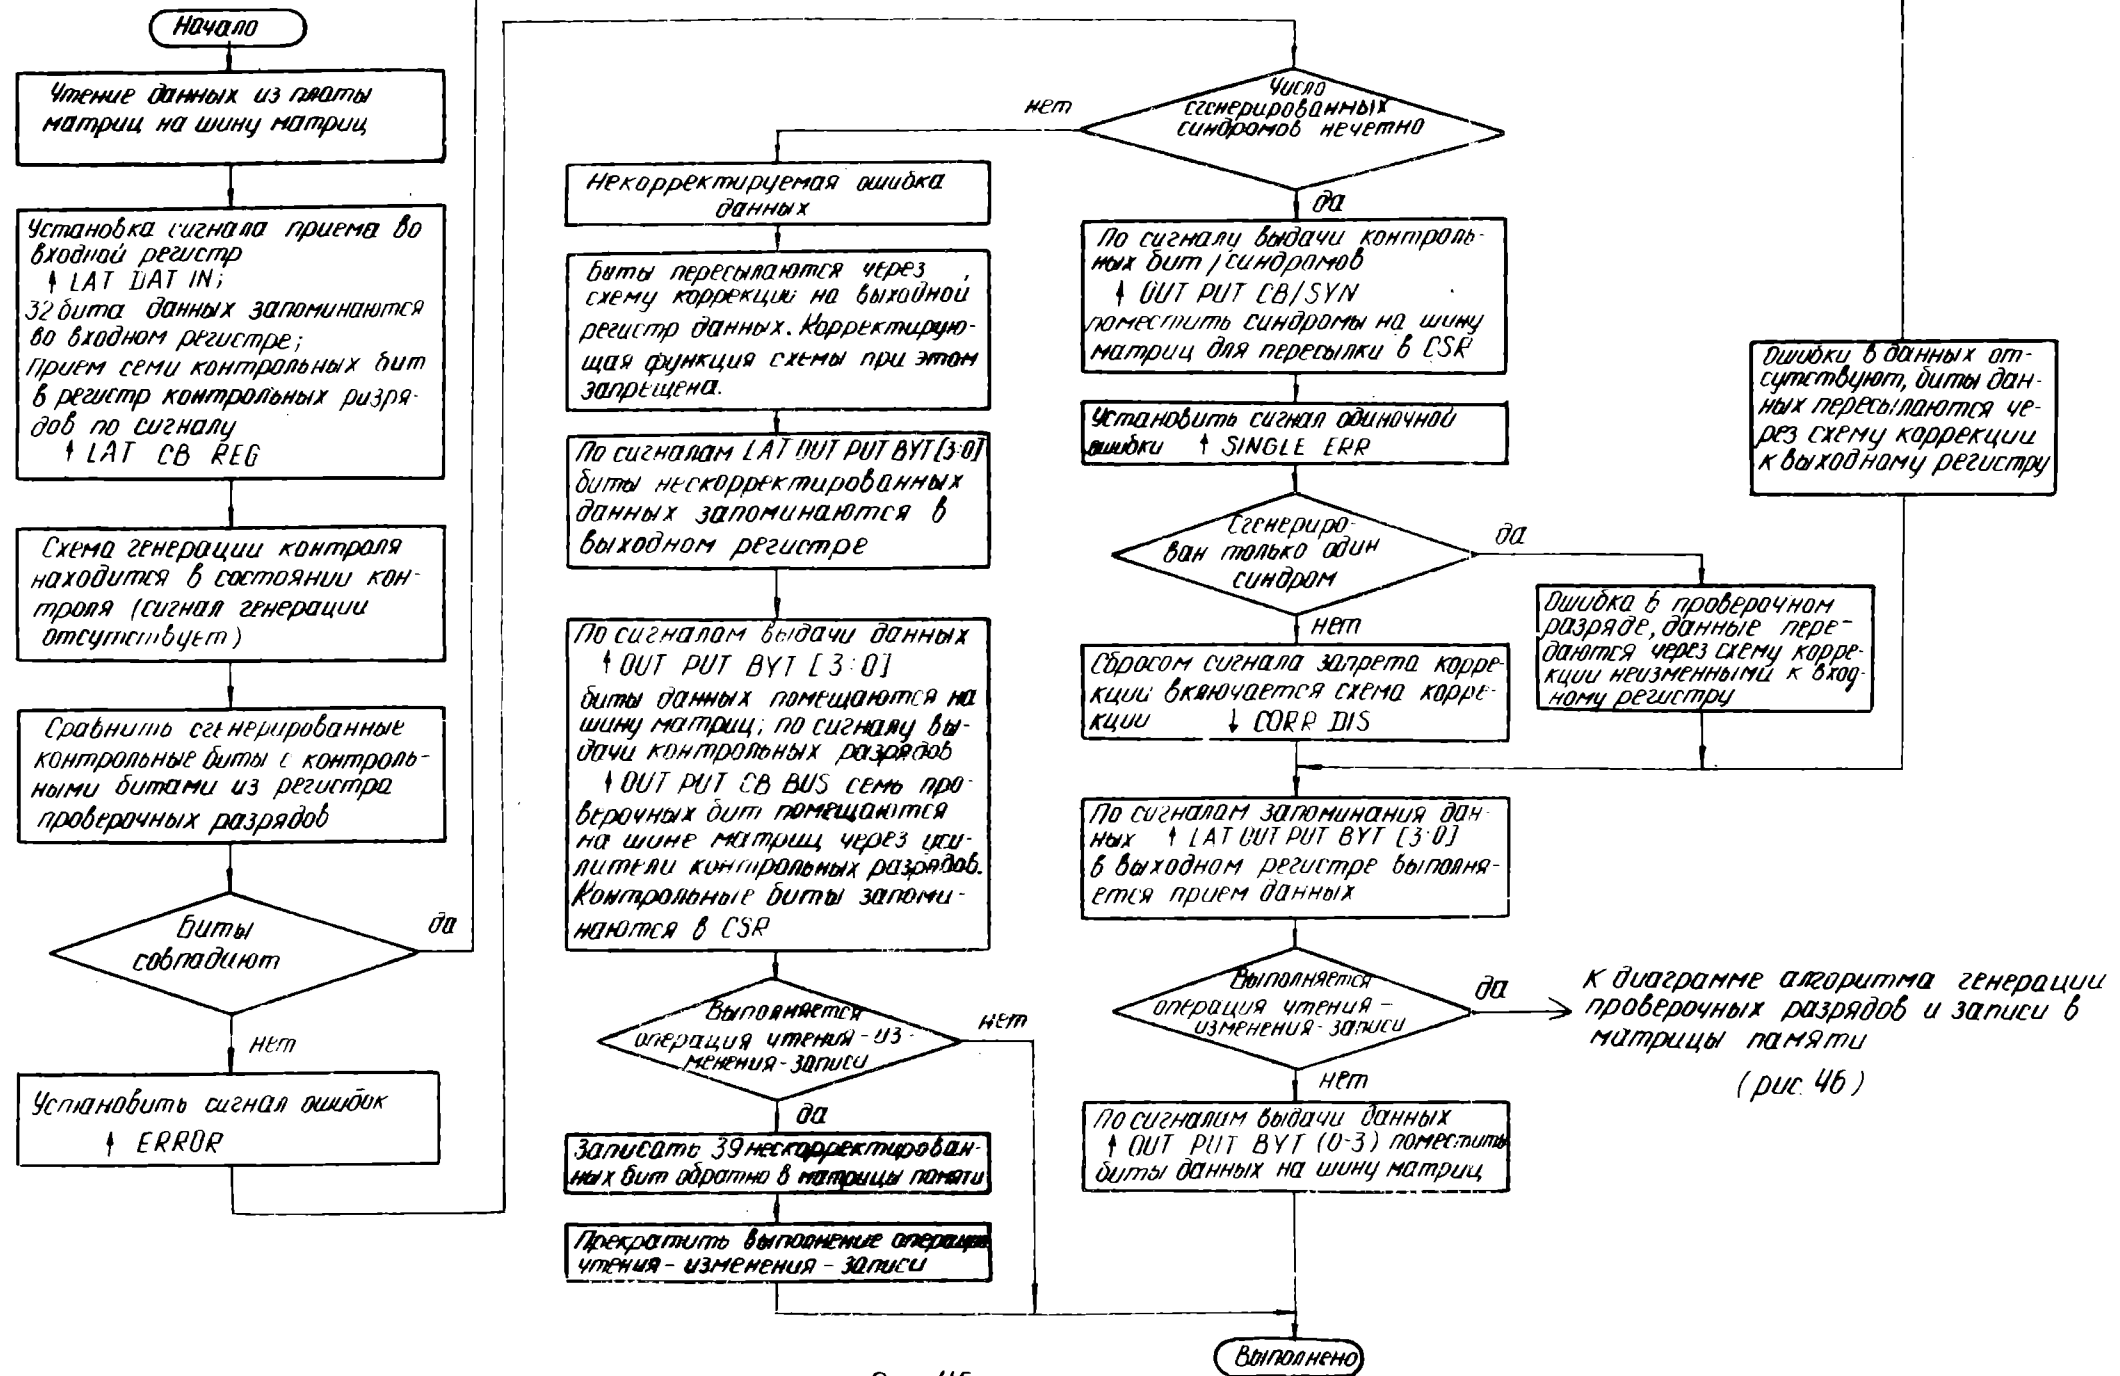 Начало
Чтение данных из платы
матриц на шину матриц
Установка сигнала приема во
входной регистр
↑ LAT DAT IN;
32 бита данных запоминаются
во входном регистре;
Прием семи контрольных бит
в регистр контрольных разря-
дов по сигналу
↑ LAT CB REG
Схема генерации контроля
находится в состоянии кон-
троля (сигнал генерации
отсутствует)
Сравнить сгенерированные
контрольные биты с контроль-
ными битами из регистра
проверочных разрядов
Биты
совпадают
да
нет
Установить сигнал ошибок
↑ ERROR
Число
сгенерированных
синдромов нечетно
нет
да
Некорректируемая ошибка
данных
Биты пересылаются через
схему коррекции на выходной
регистр данных. Корректирую-
щая функция схемы при этом
запрещена.
По сигналам LAT OUT PUT BYT [3:0]
биты нескорректированных
данных запоминаются в
выходном регистре
По сигналам выдачи данных
↑ OUT PUT BYT [3:0]
биты данных помещаются на
шину матриц; по сигналу вы-
дачи контрольных разрядов
↑ OUT PUT CB BUS семь про-
верочных бит помещаются
на шине матриц через уси-
лители контрольных разрядов.
Контрольные биты запоми-
наются в CSR
Выполняется
операция чтения-из-
менения-записи
нет
да
Записать 39 нескорректирован-
ных бит обратно в матрицы памяти
Прекратить выполнение операции
чтения-изменения-записи
По сигналу выдачи контроль-
ных бит/синдромов
↑ OUT PUT CB/SYN
поместить синдромы на шину
матриц для пересылки в CSR
Установить сигнал одиночной
ошибки ↑ SINGLE ERR
Сгенериро-
ван только один
синдром
да
нет
Сбросом сигнала запрета корре-
кции включается схема корре-
кции ↓ CORR DIS
Ошибка в проверочном
разряде, данные пере-
даются через схему корре-
кции неизменными к вход-
ному регистру
Ошибки в данных от-
сутствуют, биты дан-
ных пересылаются че-
рез схему коррекции
к выходному регистру
По сигналам запоминания дан-
ных ↑ LAT OUT PUT BYT [3:0]
в выходном регистре выполня-
ется прием данных
Выполняется
операция чтения-
изменения-записи
да
нет
К диаграмме алгоритма генерации
проверочных разрядов и записи в
матрицы памяти
(рис. 46)
По сигналам выдачи данных
↑ OUT PUT BYT (0-3) поместить
биты данных на шину матриц
Выполнено